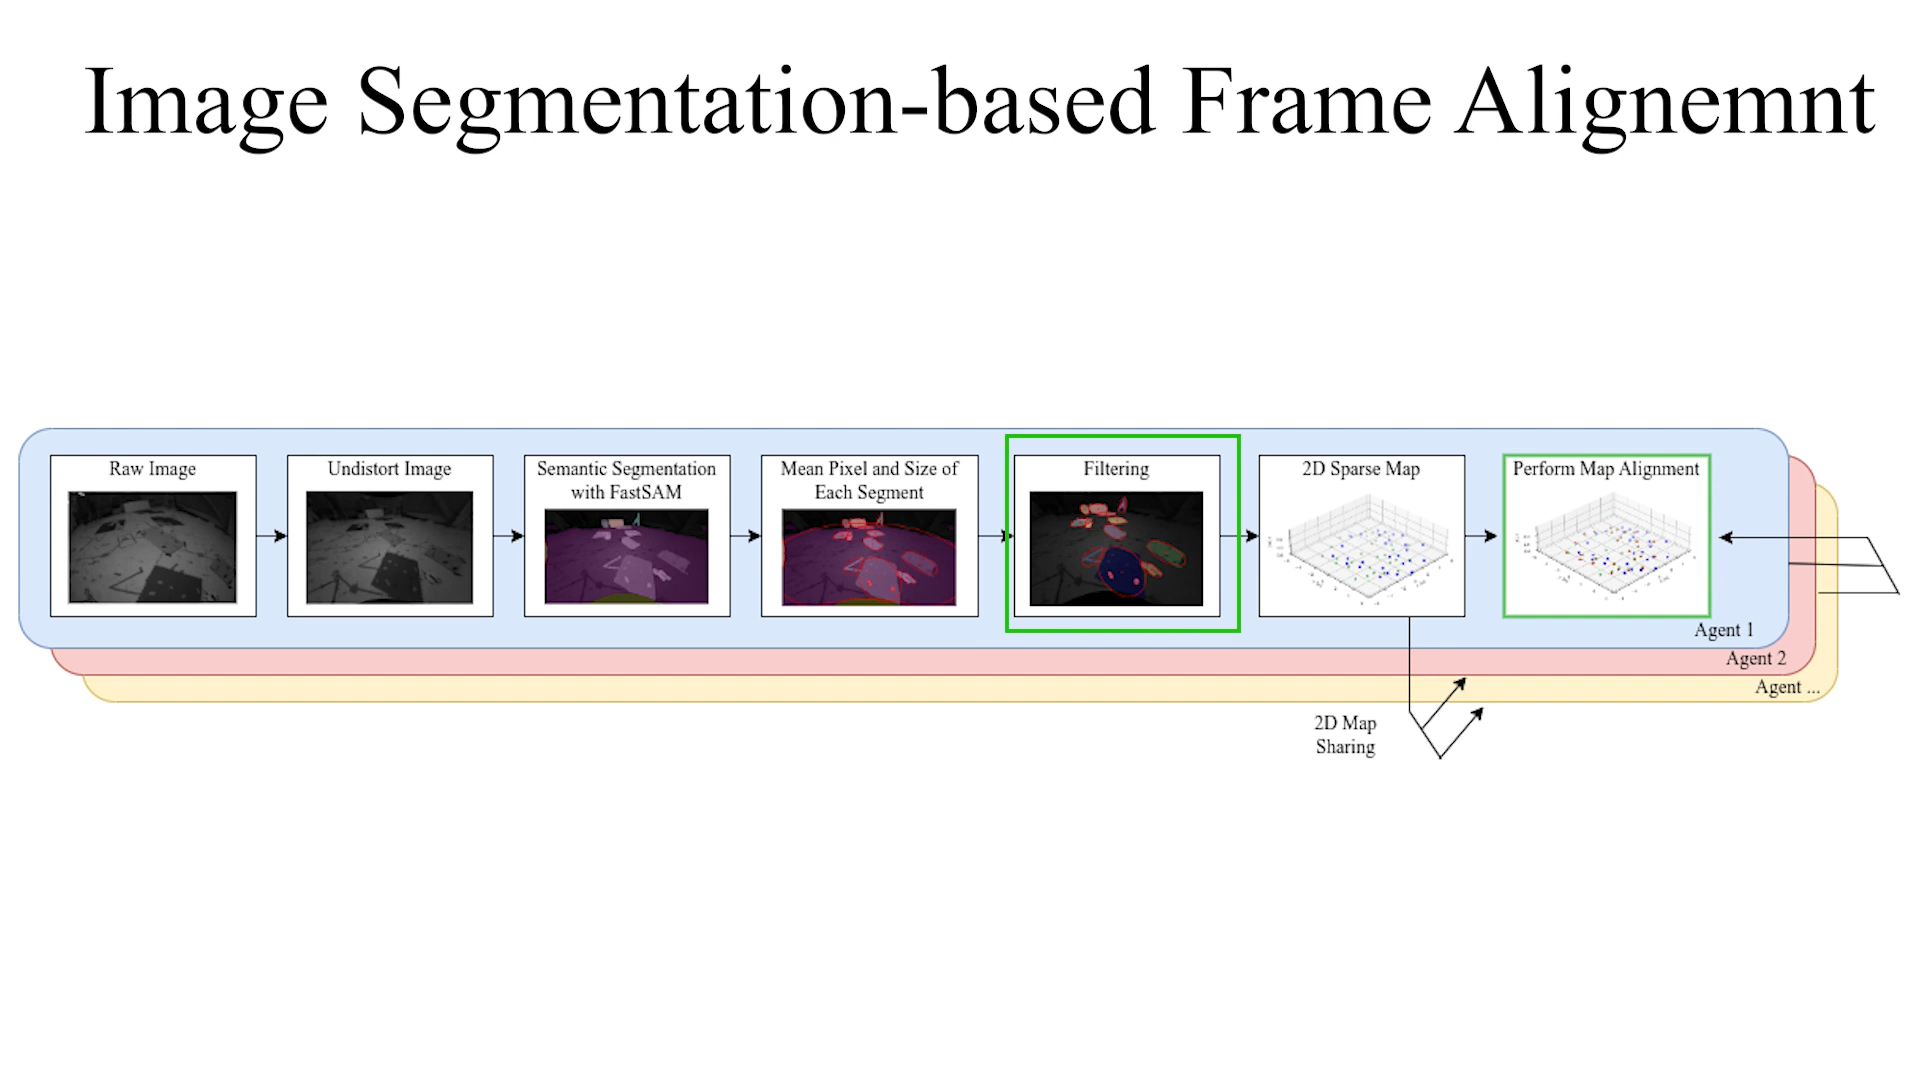 Image Segmentation-based Frame Alignemnt
Raw Image
Undistort Image
Semantic Segmentation
with FastSAM
Mean Pixel and Size of
Each Segment
Filtering
2D Sparse Map
Perform Map Alignment
Agent 1
Agent 2
Agent ...
2D Map
Sharing